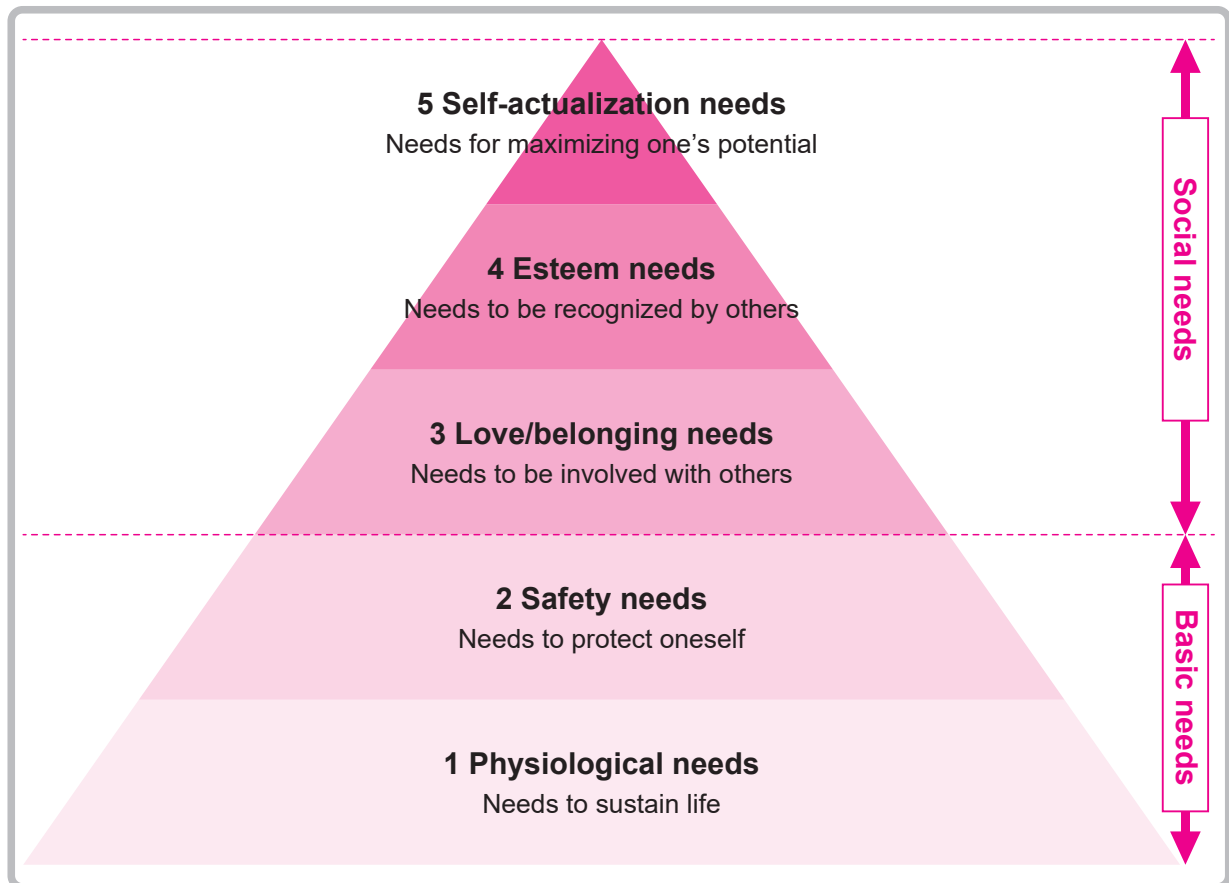 5 Self-actualization needs
Needs for maximizing one’s potential
4 Esteem needs
Needs to be recognized by others
3 Love/belonging needs
Needs to be involved with others
Social needs
2 Safety needs
Needs to protect oneself
1 Physiological needs
Needs to sustain life
Basic needs